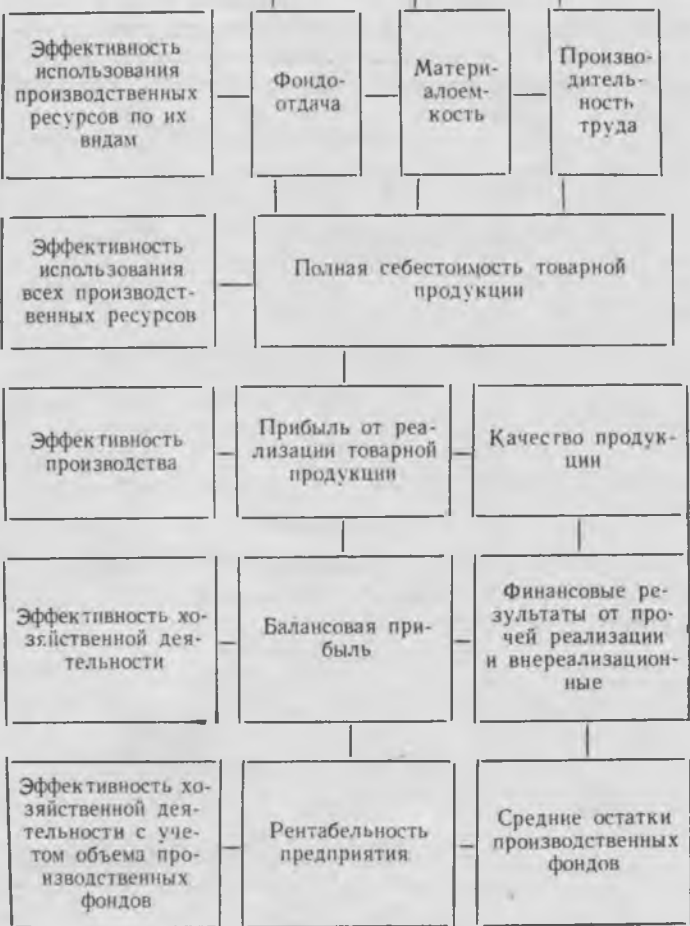 Эффективность
использования
производственных
ресурсов по их
видам
Фондо-
отдача
Матери-
алоем-
кость
Произво-
дитель-
ность
труда
Эффективность
использования
всех производст-
венных ресурсов
Полная себестоимость товарной
продукции
Эффективность
производства
Прибыль от реа-
лизации товарной
продукции
Качество продук-
ции
Эффективность хо-
зяйственной дея-
тельности
Балансовая при-
быль
Финансовые ре-
зультаты от про-
чей реализации
и внереализацион-
ные
Эффективность хо-
зяйственной дея-
тельности с уче-
том объема про-
изводственных
фондов
Рентабельность
предприятия
Средние остатки
производственных
фондов